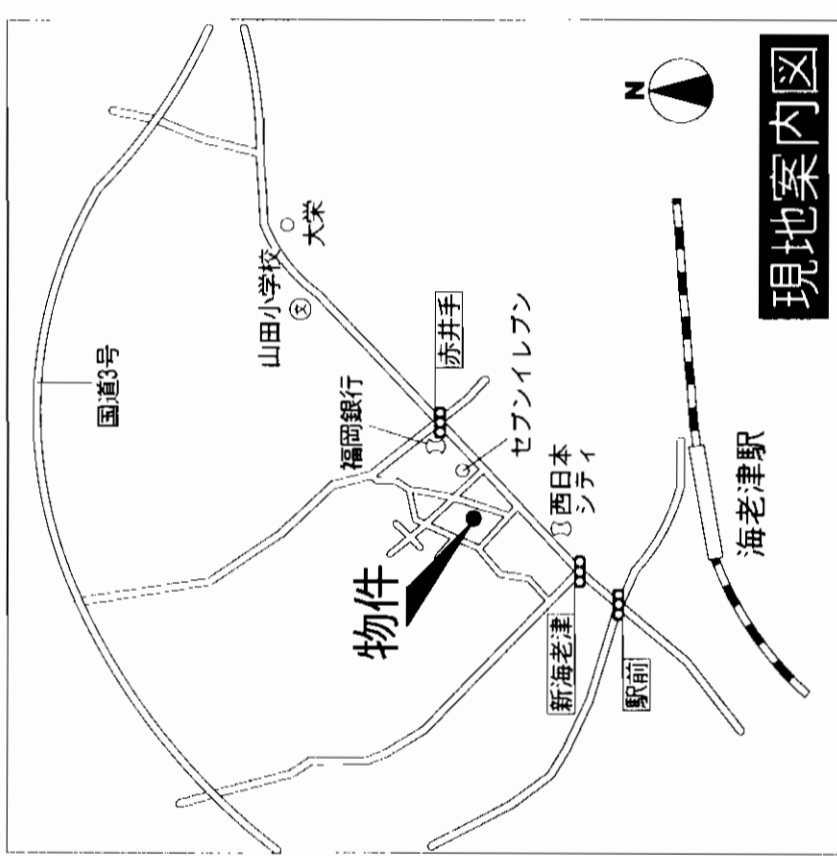 現地案内図
N
国道3号
山田小学校
文
大栄
福岡銀行
赤井手
セブンイレブン
物件
西日本
シティ
新海老津
駅前
海老津駅